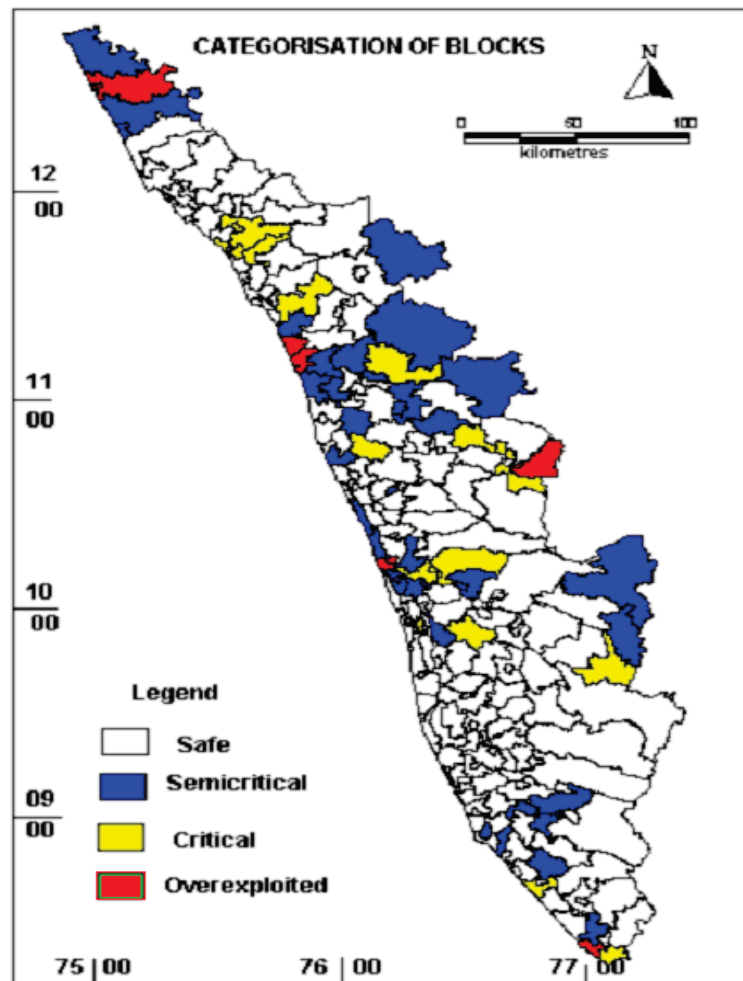 CATEGORISATION OF BLOCKS
N
0 50 100
kilometres
12
00
11
00
10
00
Legend
Safe
Semicritical
09
00
Critical
Overexploited
75 00 76 00 77 00